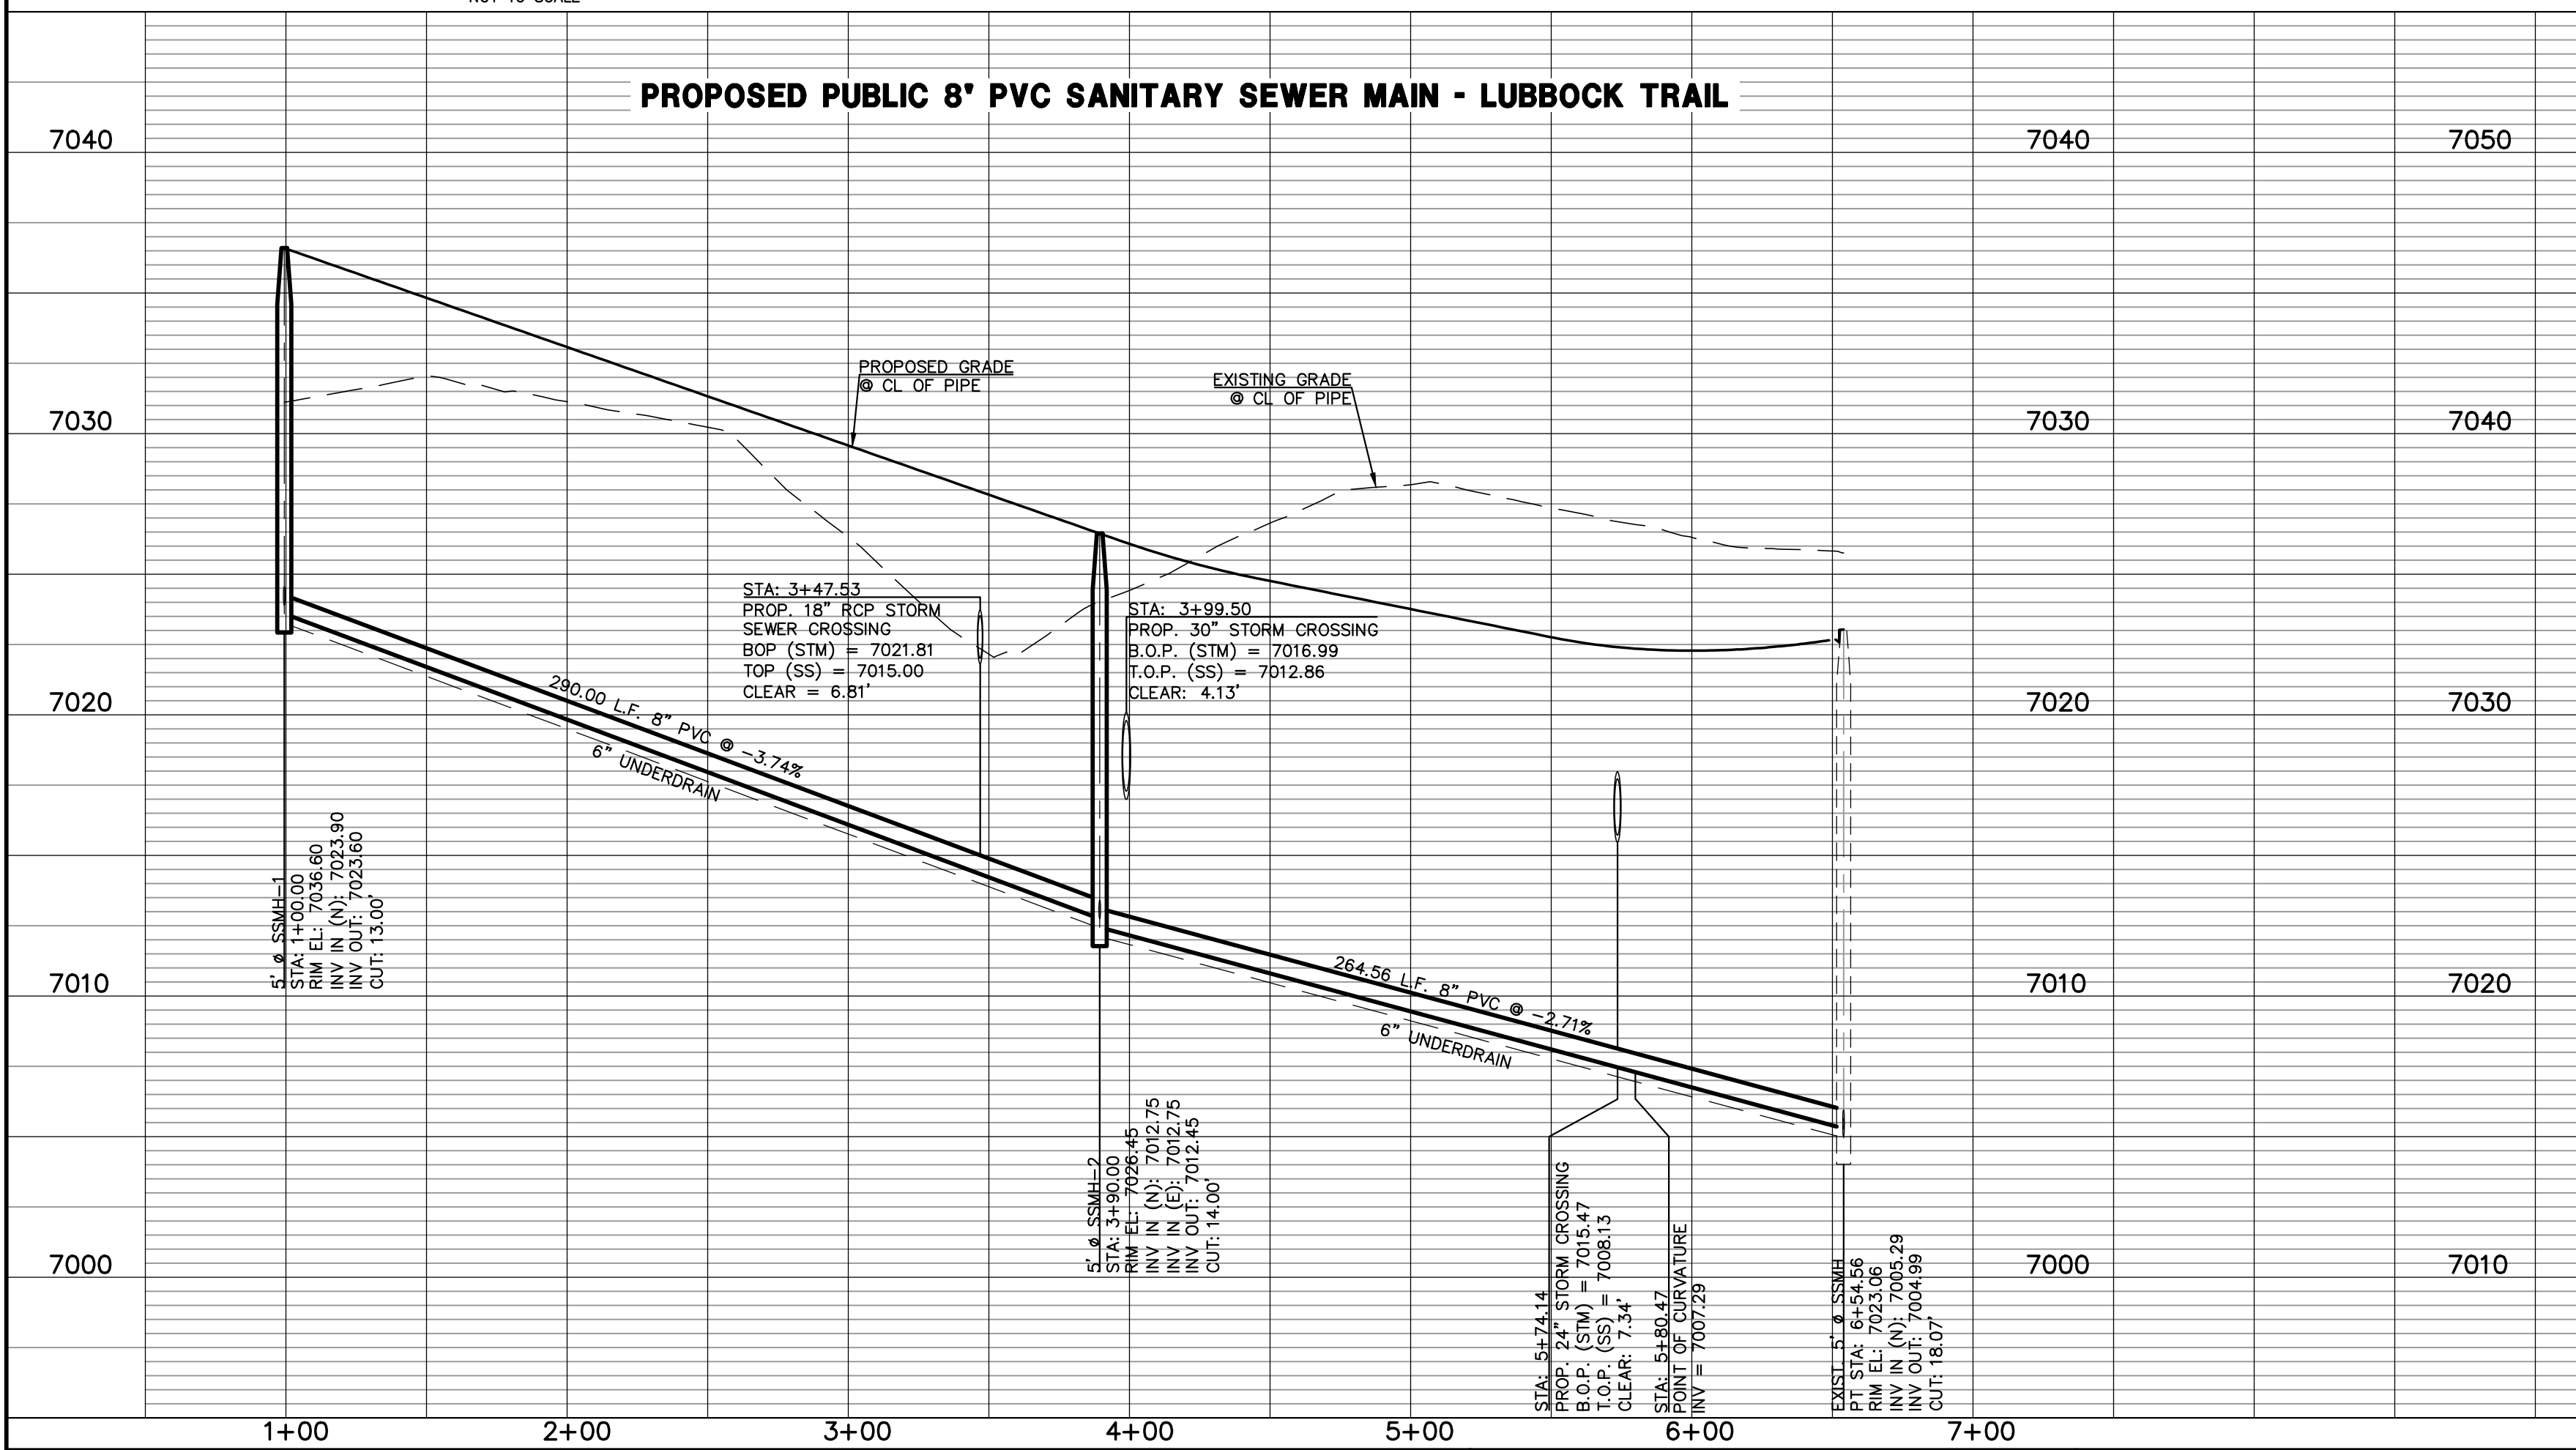 NOT TO SCALE
PROPOSED PUBLIC 8" PVC SANITARY SEWER MAIN - LUBBOCK TRAIL
7040
7030
7020
7010
7000
7040
7030
7020
7010
7000
7050
7040
7030
7020
7010
PROPOSED GRADE
@ CL OF PIPE
EXISTING GRADE
@ CL OF PIPE
STA: 3+47.53
PROP. 18" RCP STORM
SEWER CROSSING
BOP (STM) = 7021.81
TOP (SS) = 7015.00
CLEAR = 6.81'
STA: 3+99.50
PROP. 30" STORM CROSSING
B.O.P. (STM) = 7016.99
T.O.P. (SS) = 7012.86
CLEAR: 4.13'
290.00 L.F. 8" PVC @ -3.74%
6" UNDERDRAIN
264.56 L.F. 8" PVC @ -2.71%
6" UNDERDRAIN
5' ø SSMH-1
STA: 1+00.00
RIM EL: 7036.60
INV IN (N): 7023.90
INV OUT: 7023.60
CUT: 13.00'
5' ø SSMH-2
STA: 3+90.00
RIM EL: 7026.45
INV IN (N): 7012.75
INV IN (E): 7012.75
INV OUT: 7012.45
CUT: 14.00'
STA: 5+74.14
PROP. 24" STORM CROSSING
B.O.P. (STM) = 7015.47
T.O.P. (SS) = 7008.13
CLEAR: 7.34'
STA: 5+80.47
POINT OF CURVATURE
INV = 7007.29
EXIST. 5' ø SSMH
PT STA: 6+54.56
RIM EL: 7023.06
INV IN (N): 7005.29
INV OUT: 7004.99
CUT: 18.07'
1+00
2+00
3+00
4+00
5+00
6+00
7+00